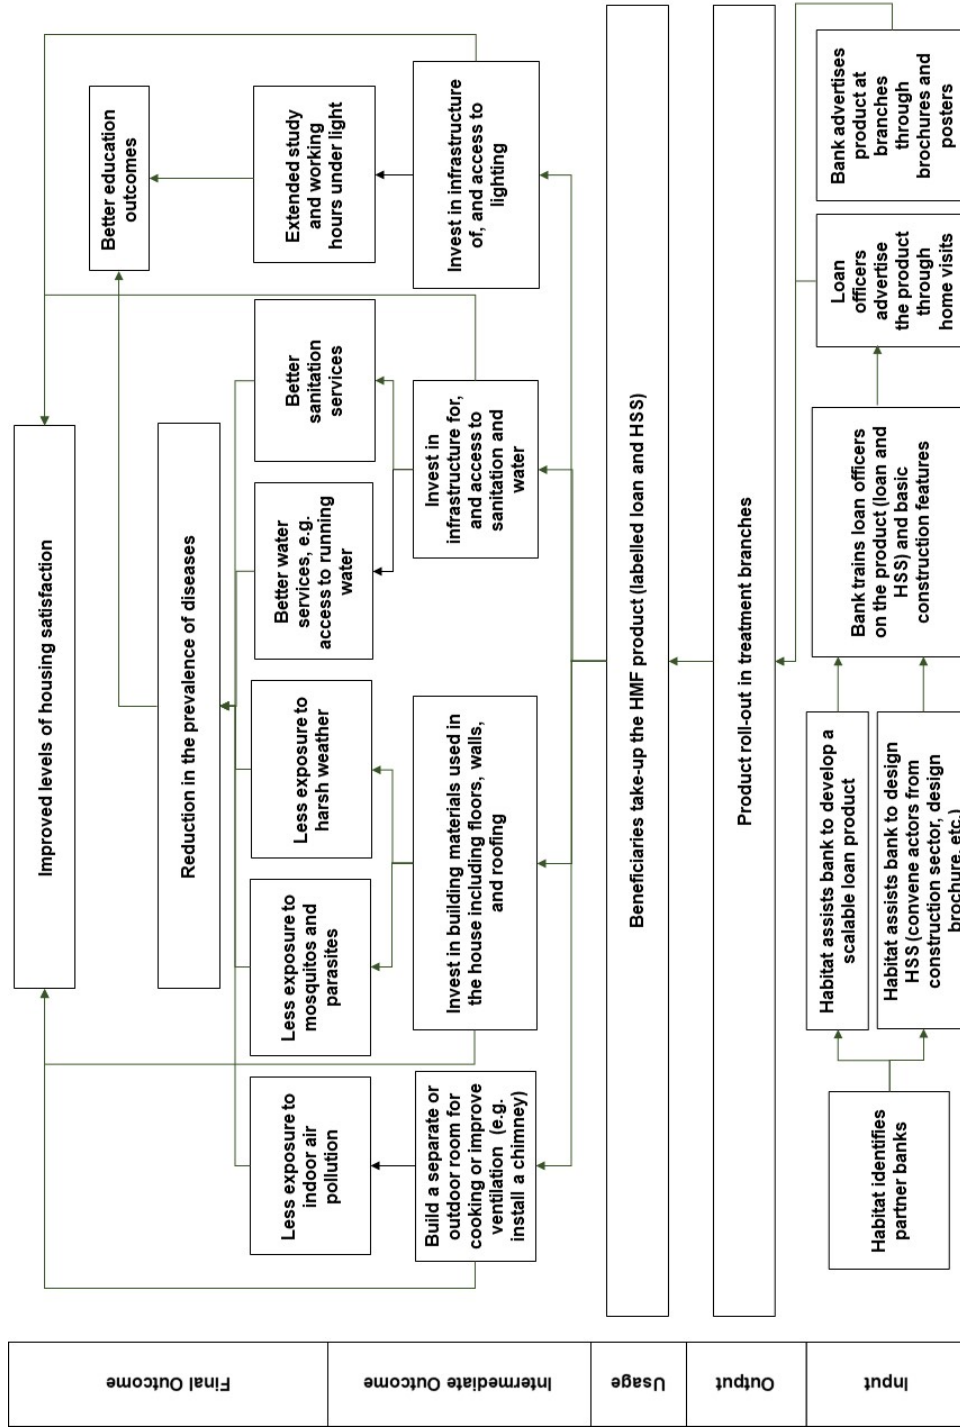 Final Outcome
Improved levels of housing satisfaction
Better education
outcomes
Reduction in the prevalence of diseases
Intermediate Outcome
Less exposure to
indoor air
pollution
Less exposure to
mosquitos and
parasites
Less exposure to
harsh weather
Better water
services, e.g.
access to running
water
Better
sanitation
services
Extended study
and working
hours under light
Build a separate or
outdoor room for
cooking or improve
ventilation (e.g.
install a chimney)
Invest in building materials used in
the house including floors, walls,
and roofing
Invest in
infrastructure for,
and access to
sanitation and
water
Invest in infrastructure
of, and access to
lighting
Usage
Beneficiaries take-up the HMF product (labelled loan and HSS)
Output
Product roll-out in treatment branches
Input
Habitat identifies
partner banks
Habitat assists bank to develop a
scalable loan product
Habitat assists bank to design
HSS (convene actors from
construction sector, design
brochure, etc.)
Bank trains loan officers
on the product (loan and
HSS) and basic
construction features
Loan
officers
advertise
the product
through
home visits
Bank advertises
product at
branches
through
brochures and
posters